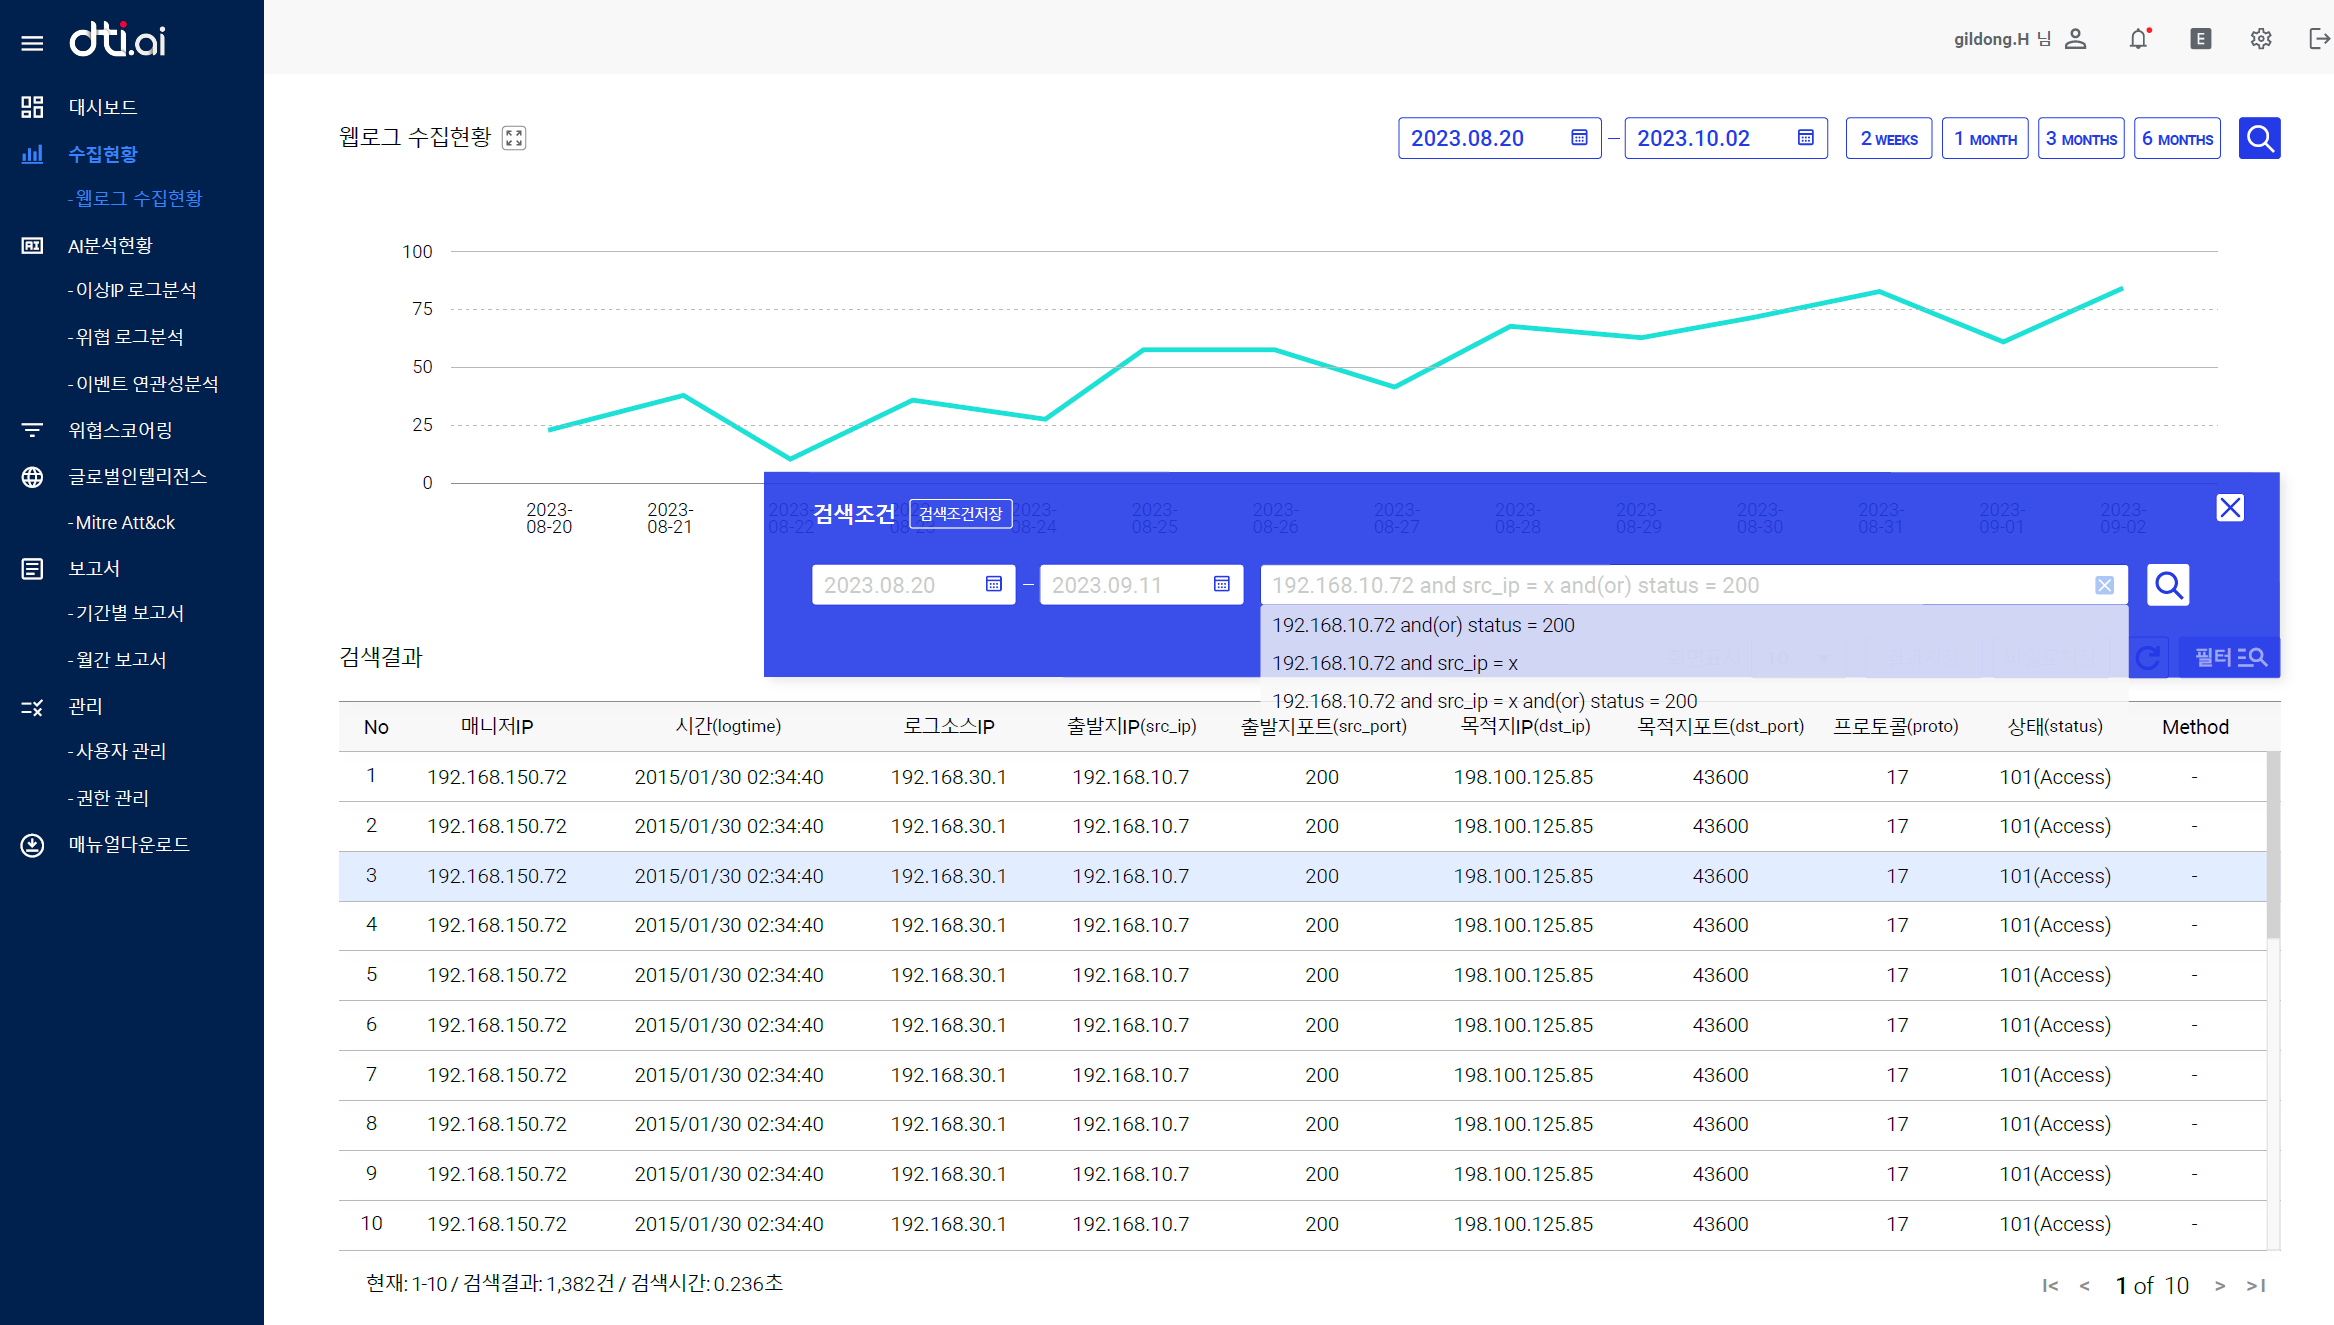 dti.ai
gildong.H 님
E
대시보드
수집현황
-웹로그 수집현황
AI분석현황
-이상IP 로그분석
-위협 로그분석
-이벤트 연관성분석
위협스코어링
글로벌인텔리전스
-Mitre Att&ck
보고서
-기간별 보고서
-월간 보고서
관리
-사용자 관리
-권한 관리
매뉴얼다운로드
웹로그 수집현황
2023.08.20 – 2023.10.02 2 WEEKS 1 MONTH 3 MONTHS 6 MONTHS
100
75
50
25
0
2023-08-20 2023-08-21 2023-08-22 2023-08-23 2023-08-24 2023-08-25 2023-08-26 2023-08-27 2023-08-28 2023-08-29 2023-08-30 2023-08-31 2023-09-01 2023-09-02
검색조건 검색조건저장
2023.08.20 – 2023.09.11 192.168.10.72 and src_ip = x and(or) status = 200
192.168.10.72 and(or) status = 200
192.168.10.72 and src_ip = x
192.168.10.72 and src_ip = x and(or) status = 200
검색결과
필터
No 매니저IP 시간(logtime) 로그소스IP 출발지IP(src_ip) 출발지포트(src_port) 목적지IP(dst_ip) 목적지포트(dst_port) 프로토콜(proto) 상태(status) Method
1 192.168.150.72 2015/01/30 02:34:40 192.168.30.1 192.168.10.7 200 198.100.125.85 43600 17 101(Access) -
2 192.168.150.72 2015/01/30 02:34:40 192.168.30.1 192.168.10.7 200 198.100.125.85 43600 17 101(Access) -
3 192.168.150.72 2015/01/30 02:34:40 192.168.30.1 192.168.10.7 200 198.100.125.85 43600 17 101(Access) -
4 192.168.150.72 2015/01/30 02:34:40 192.168.30.1 192.168.10.7 200 198.100.125.85 43600 17 101(Access) -
5 192.168.150.72 2015/01/30 02:34:40 192.168.30.1 192.168.10.7 200 198.100.125.85 43600 17 101(Access) -
6 192.168.150.72 2015/01/30 02:34:40 192.168.30.1 192.168.10.7 200 198.100.125.85 43600 17 101(Access) -
7 192.168.150.72 2015/01/30 02:34:40 192.168.30.1 192.168.10.7 200 198.100.125.85 43600 17 101(Access) -
8 192.168.150.72 2015/01/30 02:34:40 192.168.30.1 192.168.10.7 200 198.100.125.85 43600 17 101(Access) -
9 192.168.150.72 2015/01/30 02:34:40 192.168.30.1 192.168.10.7 200 198.100.125.85 43600 17 101(Access) -
10 192.168.150.72 2015/01/30 02:34:40 192.168.30.1 192.168.10.7 200 198.100.125.85 43600 17 101(Access) -
현재: 1-10 / 검색결과: 1,382건 / 검색시간: 0.236초
1 of 10